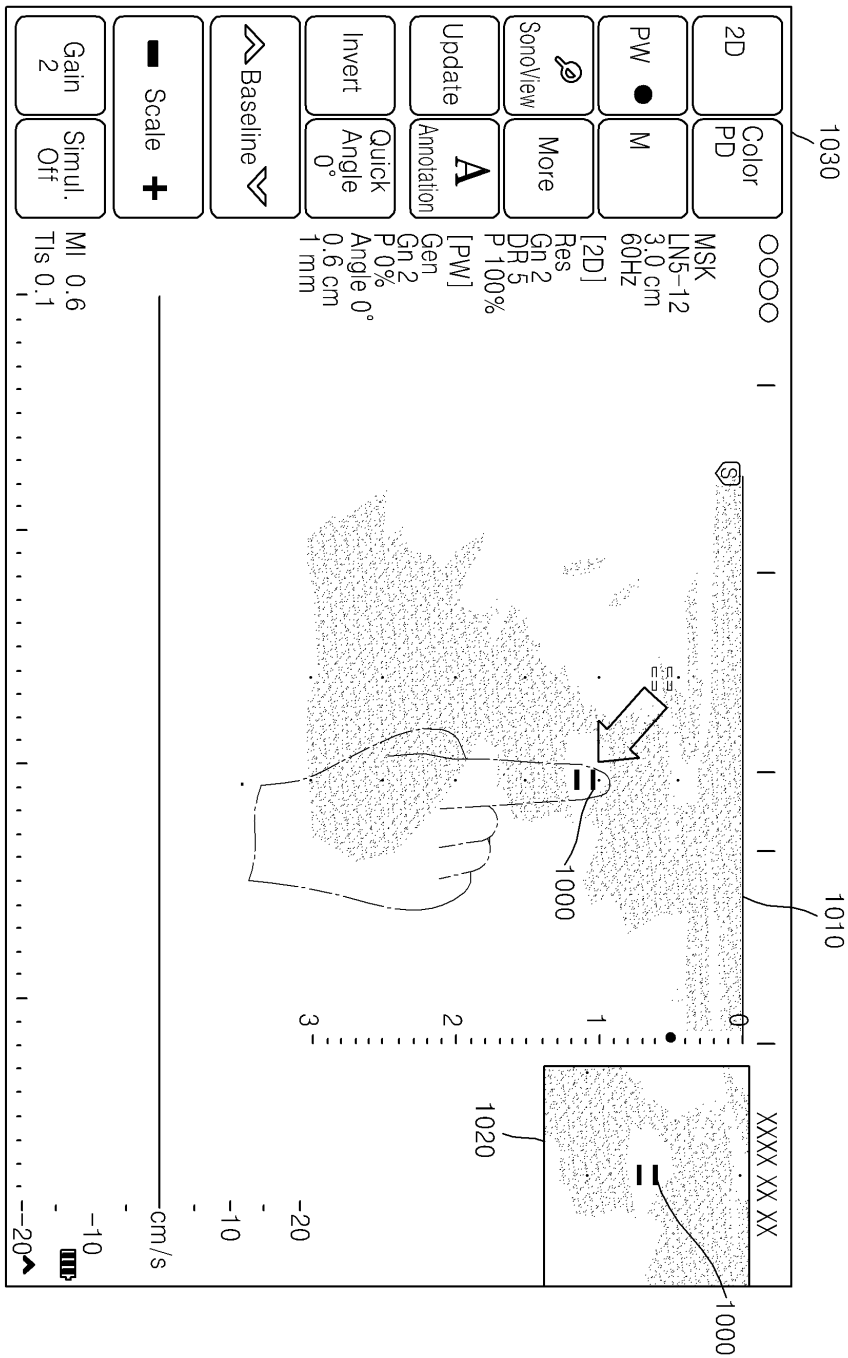 1030
2D
Color
PD
PW ●
M
SonoView
More
Update
A
Annotation
Invert
Quick
Angle
0°
Baseline
− Scale +
Gain
2
Simul.
Off
○○○○
MSK
LN5-12
3.0 cm
60Hz
[2D]
Res
Gn 2
DR 5
P 100%
[PW]
Gen
Gn 2
P 0%
Angle 0°
0.6 cm
1 mm
MI 0.6
TIs 0.1
S
1000
1010
0
1
2
3
XXXX XX XX
1000
1020
-20
-10
cm/s
-10
-20